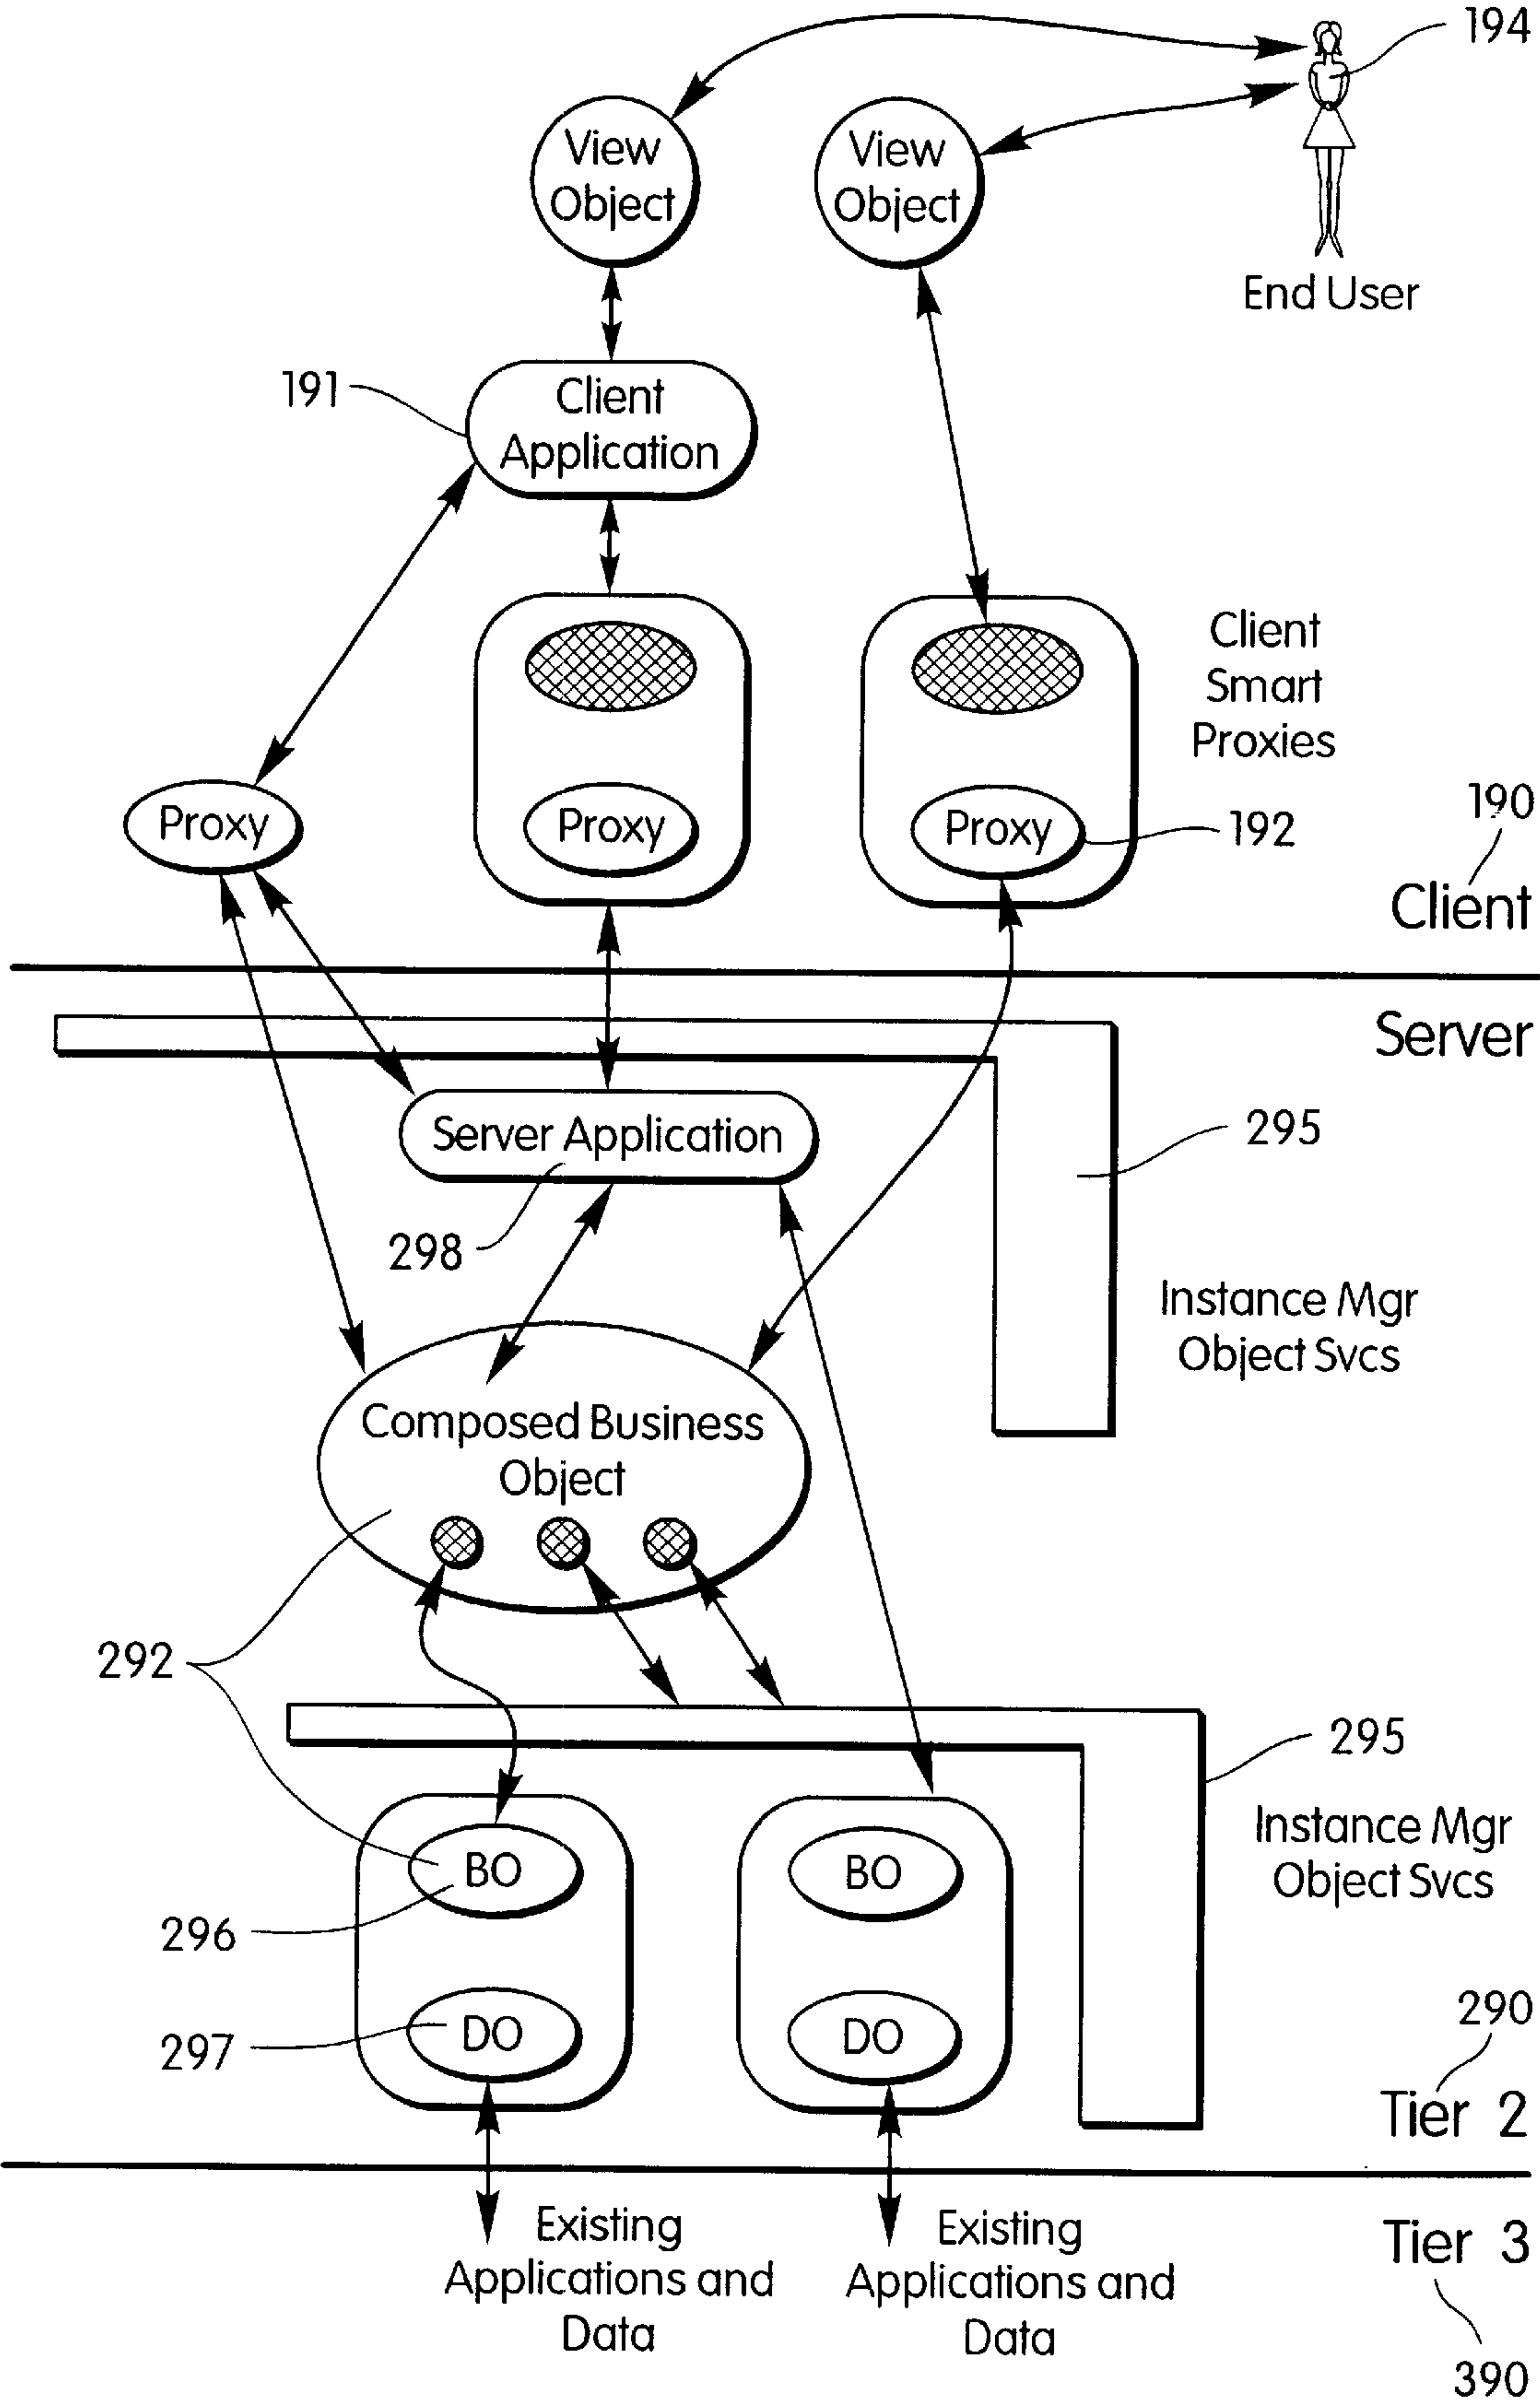 194
View
Object
View
Object
End User
191
Client
Application
Client
Smart
Proxies
Proxy
Proxy
Proxy
192
190
Client
Server
Server Application
295
298
Instance Mgr
Object Svcs
Composed Business
Object
292
295
Instance Mgr
Object Svcs
BO
BO
296
DO
DO
297
290
Tier 2
Existing
Applications and
Data
Existing
Applications and
Data
Tier 3
390